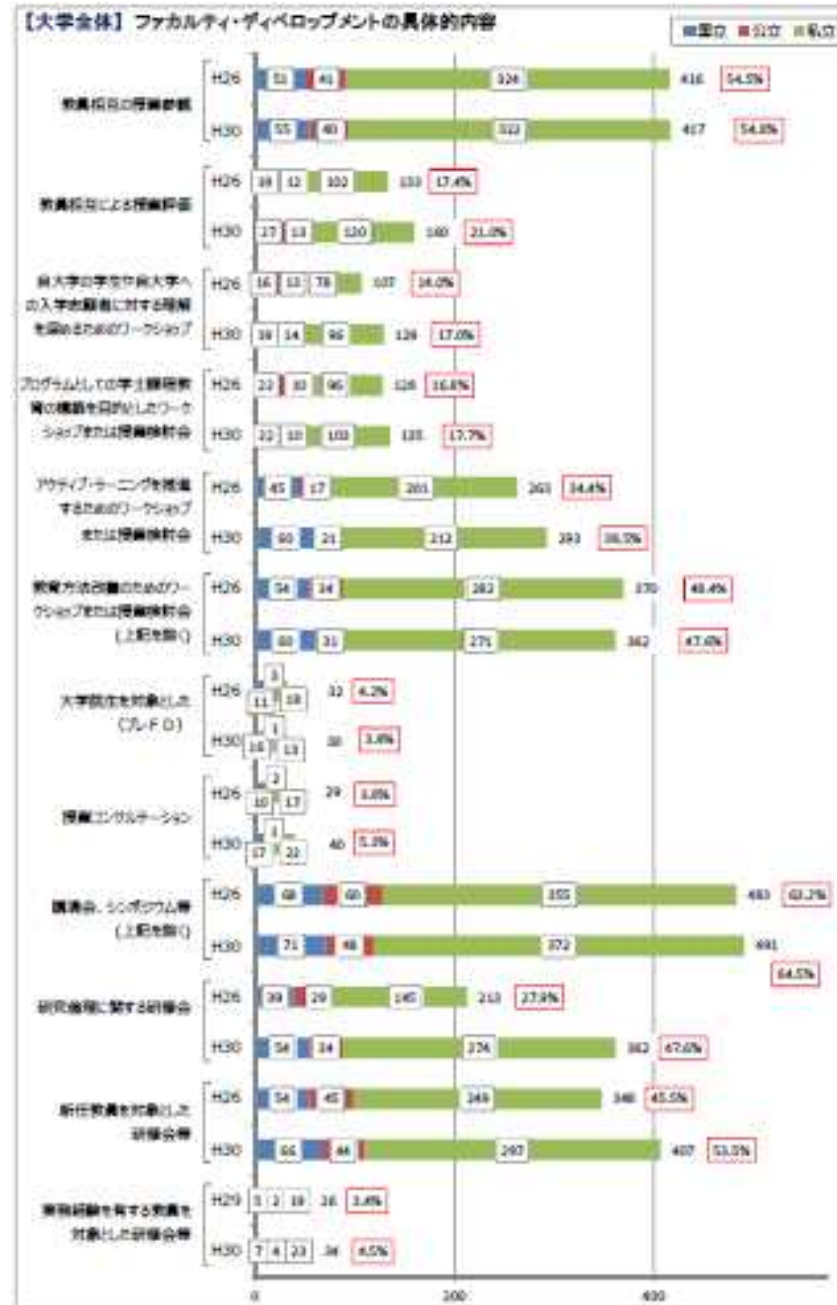 【大学全体】ファカルティ・ディベロップメントの具体的内容
国立 公立 私立
教員相互の授業参観
H26 51 41 324 416 54.5%
H30 55 40 322 417 54.8%
教員相互による授業評価
H26 19 12 102 133 17.4%
H30 27 13 120 160 21.0%
自大学の学生や自大学へ
の入学志願者に対する理解
を深めるためのワークショップ
H26 16 13 78 107 14.0%
H30 19 14 96 129 17.0%
プログラムとしての学士課程教
育の構築を目的としたワーク
ショップまたは授業検討会
H26 22 10 96 128 16.8%
H30 22 10 103 135 17.7%
アクティブ・ラーニングを推進
するためのワークショップ
または授業検討会
H26 45 17 201 263 34.4%
H30 60 21 212 293 38.5%
教育方法改善のためのワー
クショップまたは授業検討会
(上記を除く)
H26 54 34 282 370 48.4%
H30 60 31 271 362 47.6%
大学院生を対象とした
(プレFD)
H26 11 3 18 32 4.2%
H30 16 1 13 30 3.9%
授業コンサルテーション
H26 10 2 17 29 3.8%
H30 17 1 22 40 5.3%
講演会、シンポジウム等
(上記を除く)
H26 68 60 355 483 63.2%
H30 71 48 372 491 64.5%
研究倫理に関する研修会
H26 39 29 145 213 27.9%
H30 54 34 274 362 47.6%
新任教員を対象とした
研修会等
H26 54 45 249 348 45.5%
H30 66 44 297 407 53.5%
実務経験を有する教員を
対象とした研修会等
H29 5 2 19 26 3.4%
H30 7 4 23 34 4.5%
0 200 400